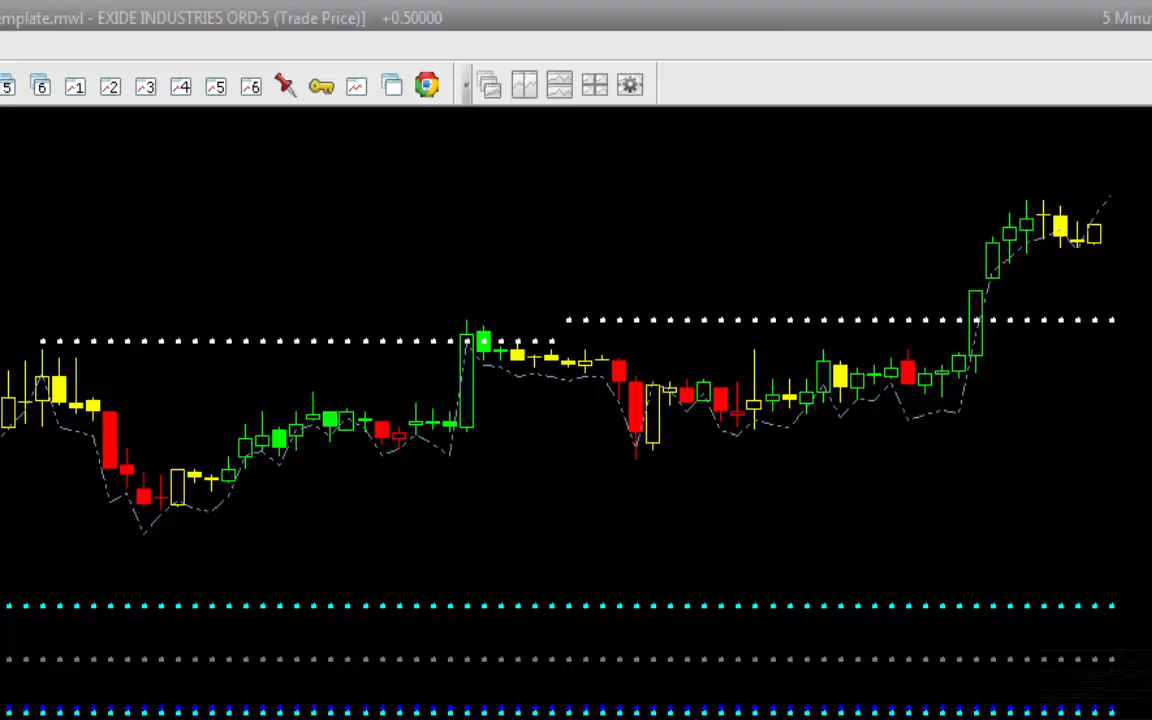 emplate.mwl - EXIDE INDUSTRIES ORD:5 (Trade Price)] +0.50000 5 Minu
5 6 1 2 3 4 5 6